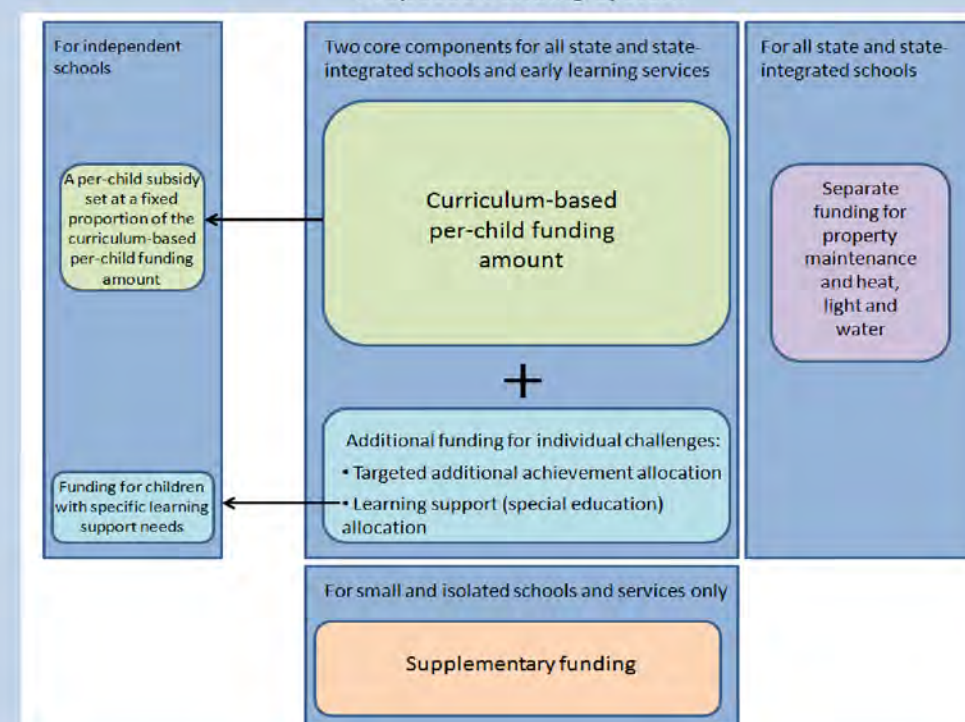 For independent
schools
A per-child subsidy
set at a fixed
proportion of the
curriculum-based
per-child funding
amount
Funding for children
with specific learning
support needs
Two core components for all state and state-
integrated schools and early learning services
Curriculum-based
per-child funding
amount
+
Additional funding for individual challenges:
• Targeted additional achievement allocation
• Learning support (special education)
allocation
For all state and state-
integrated schools
Separate
funding for
property
maintenance
and heat,
light and
water
For small and isolated schools and services only
Supplementary funding